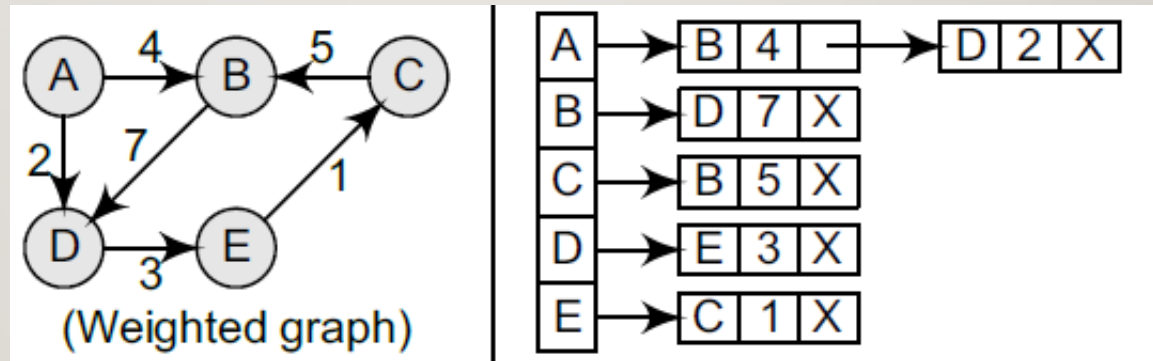 A 4 B 5 C
2 7 1
D 3 E
(Weighted graph)
A B 4 D 2 X
B D 7 X
C B 5 X
D E 3 X
E C 1 X